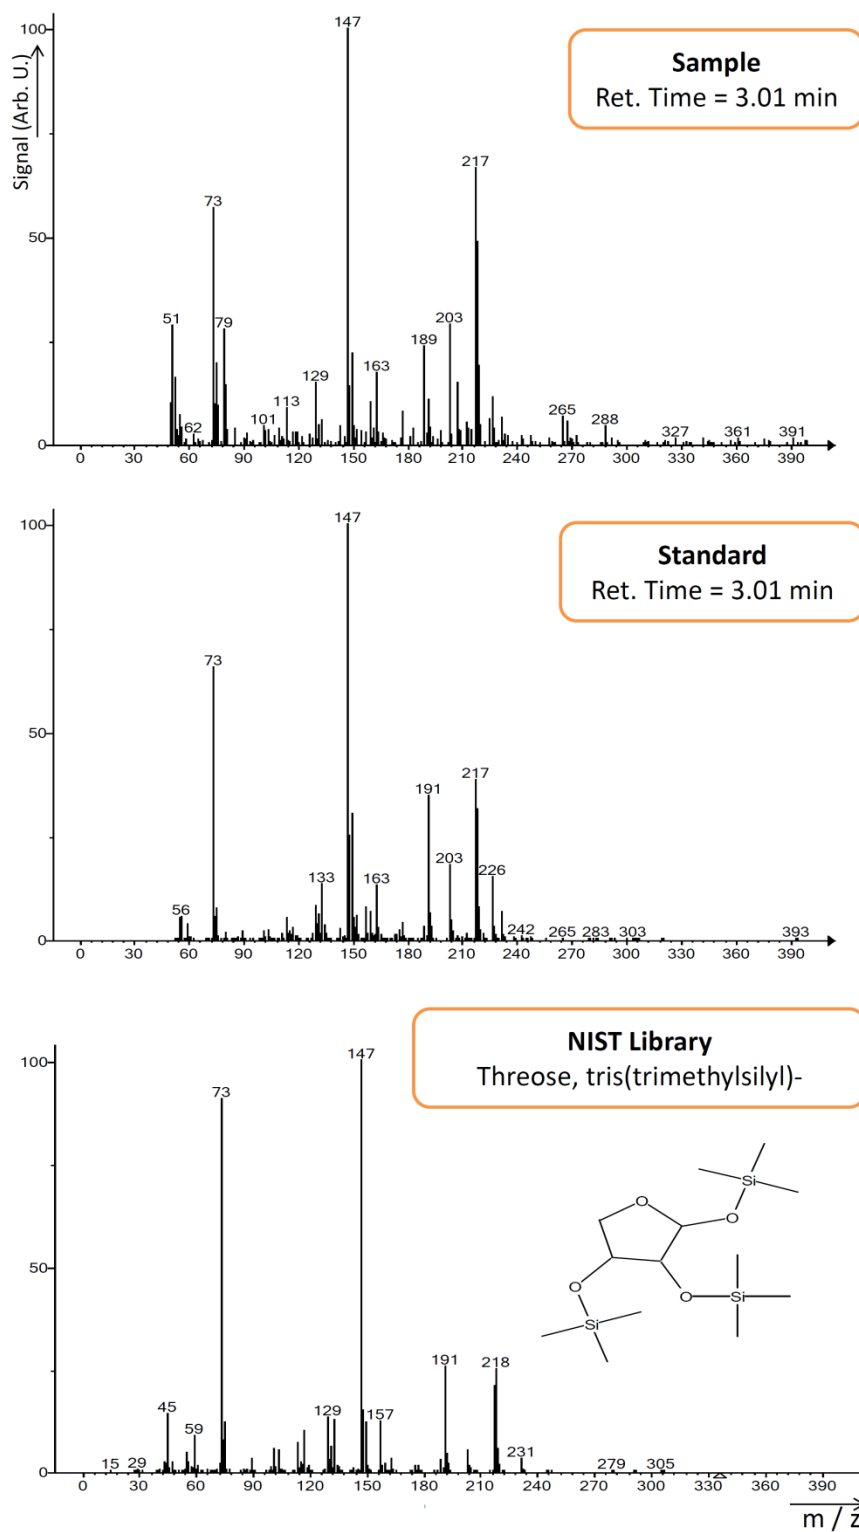 Signal (Arb. U.)
100
50
0
147
217
73
51
79
203
189
163
129
113
62
101
265
288
327
361
391
0 30 60 90 120 150 180 210 240 270 300 330 360 390
Sample
Ret. Time = 3.01 min
100
50
0
147
73
217
191
203
226
133
163
56
242
265
283
303
393
0 30 60 90 120 150 180 210 240 270 300 330 360 390
Standard
Ret. Time = 3.01 min
100
50
0
147
73
191
218
45
129
157
59
231
15
29
279
305
0 30 60 90 120 150 180 210 240 270 300 330 360 390
NIST Library
Threose, tris(trimethylsilyl)-
Si
O
O
O
Si
O
Si
m / z